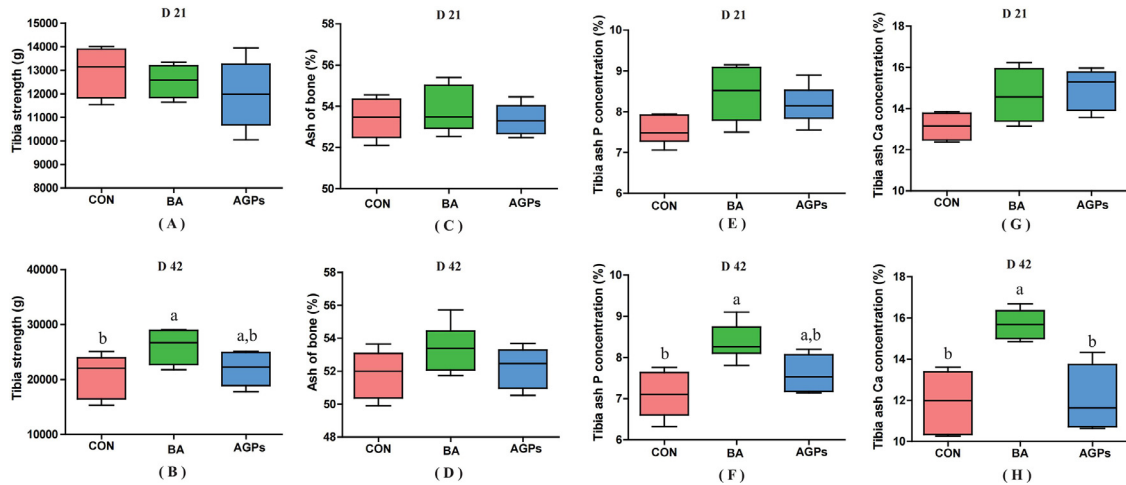 D 21
Tibia strength (g)
15000
14000
13000
12000
11000
10000
9000
8000
CON
BA
AGPs
( A )
D 21
Ash of bone (%)
58
56
54
52
50
CON
BA
AGPs
( C )
D 21
Tibia ash P concentration (%)
10
9
8
7
6
CON
BA
AGPs
( E )
D 21
Tibia ash Ca concentration (%)
18
16
14
12
10
CON
BA
AGPs
( G )
D 42
Tibia strength (g)
40000
30000
20000
10000
b
a
a,b
CON
BA
AGPs
( B )
D 42
Ash of bone (%)
58
56
54
52
50
48
CON
BA
AGPs
( D )
D 42
Tibia ash P concentration (%)
10
9
8
7
6
b
a
a,b
CON
BA
AGPs
( F )
D 42
Tibia ash Ca concentration (%)
18
16
14
12
10
b
a
b
CON
BA
AGPs
( H )